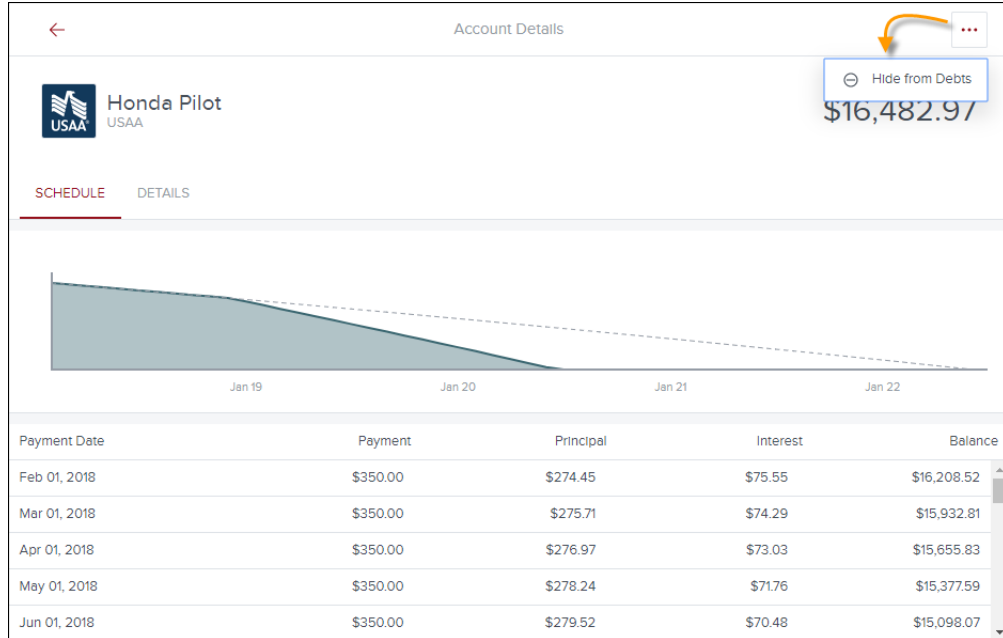 Account Details
Hide from Debts
Honda Pilot
USAA
USAA
$16,482.97
SCHEDULE DETAILS
Jan 19 Jan 20 Jan 21 Jan 22
Payment Date Payment Principal Interest Balance
Feb 01, 2018 $350.00 $274.45 $75.55 $16,208.52
Mar 01, 2018 $350.00 $275.71 $74.29 $15,932.81
Apr 01, 2018 $350.00 $276.97 $73.03 $15,655.83
May 01, 2018 $350.00 $278.24 $71.76 $15,377.59
Jun 01, 2018 $350.00 $279.52 $70.48 $15,098.07